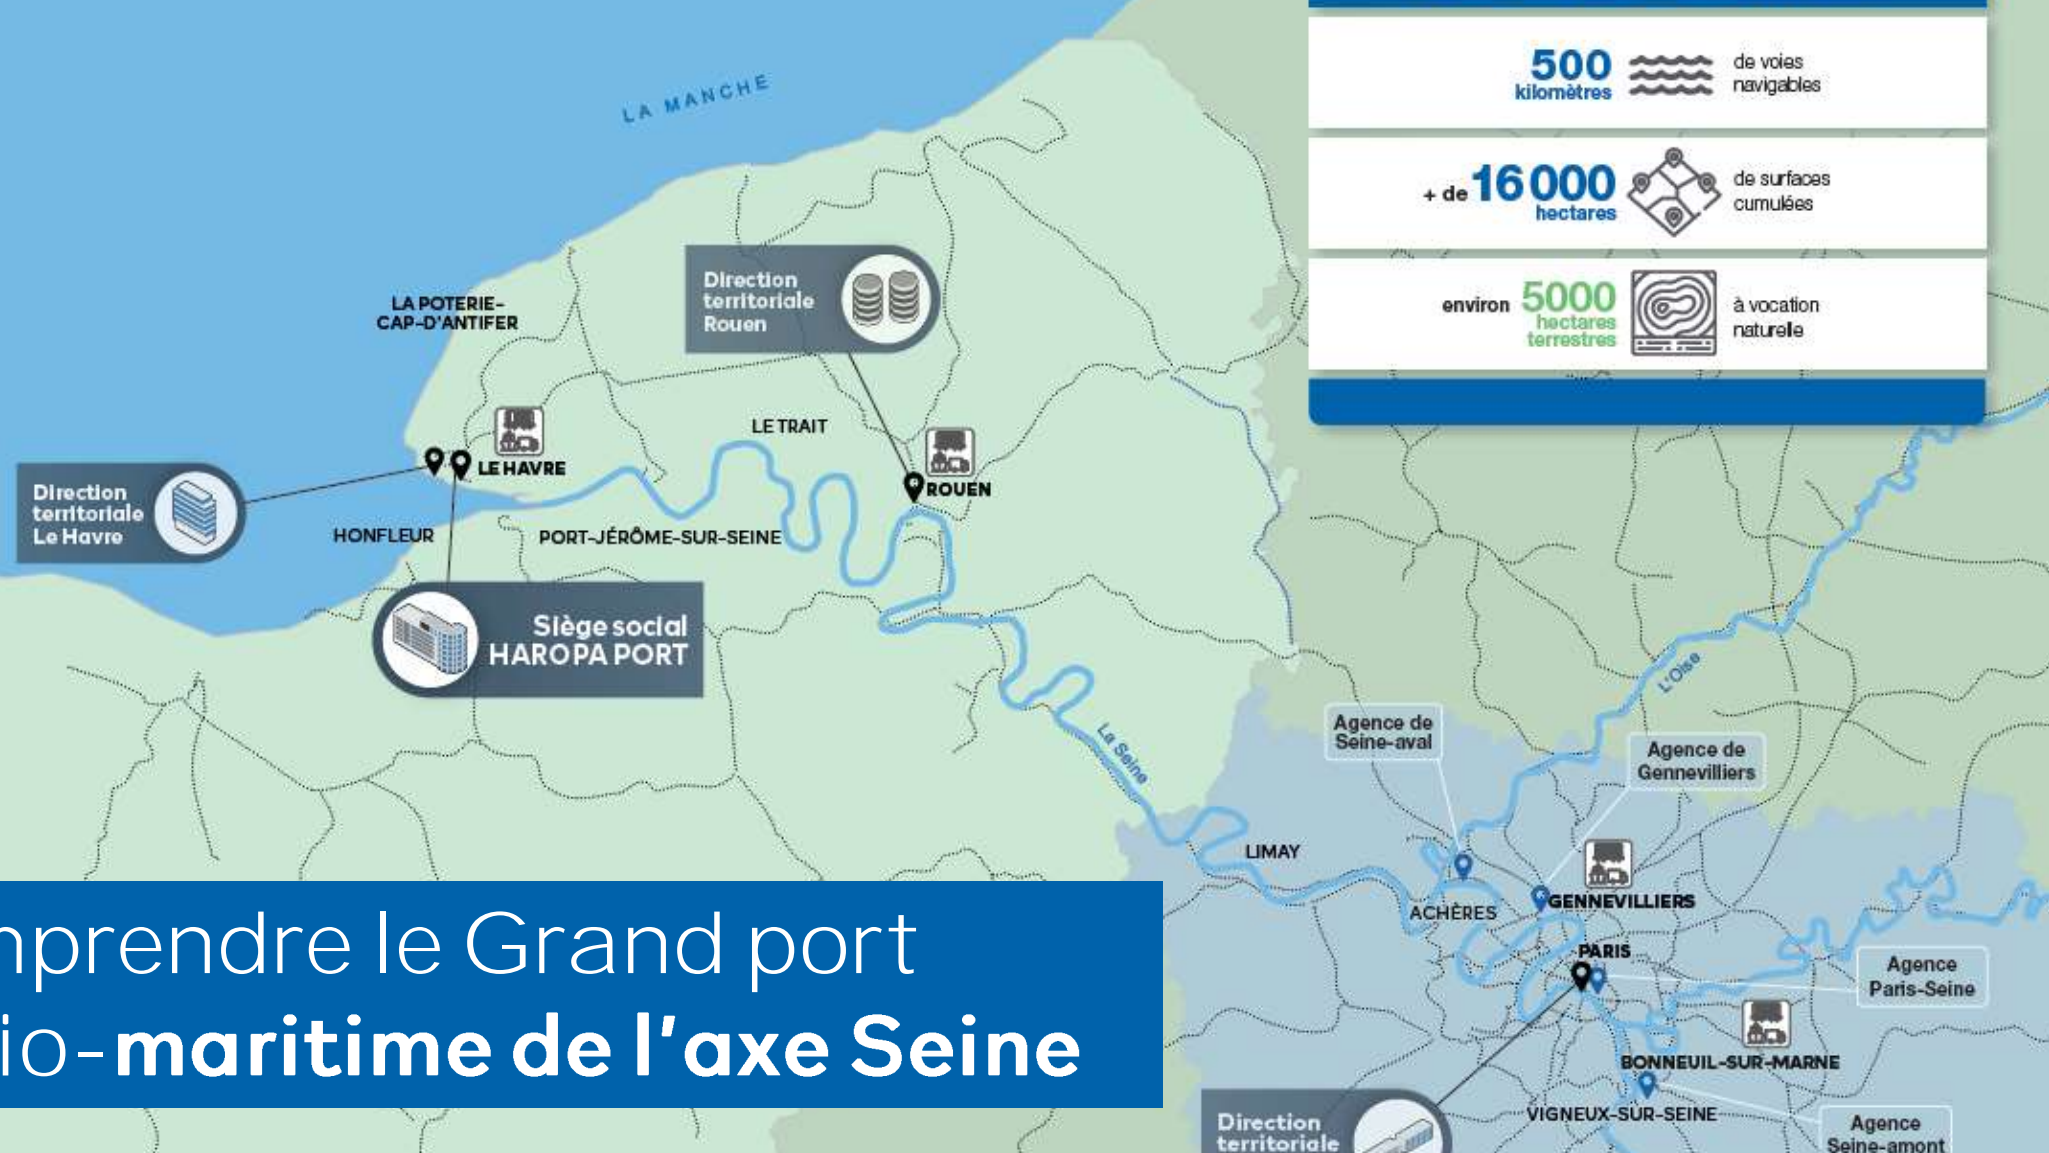 500
kilomètres
de voies
navigables
+ de 16 000
hectares
de surfaces
cumulées
environ 5000
hectares
terrestres
à vocation
naturelle
LA MANCHE
LA POTERIE-
CAP-D'ANTIFER
Direction
territoriale
Rouen
LE TRAIT
LE HAVRE
ROUEN
Direction
territoriale
Le Havre
HONFLEUR
PORT-JÉRÔME-SUR-SEINE
Siège social
HAROPA PORT
La Seine
L'Oise
Agence de
Seine-aval
Agence de
Gennevilliers
LIMAY
ACHÈRES
GENNEVILLIERS
PARIS
Agence
Paris-Seine
BONNEUIL-SUR-MARNE
VIGNEUX-SUR-SEINE
Agence
Seine-amont
Direction
territoriale
mprendre le Grand port
io-maritime de l'axe Seine